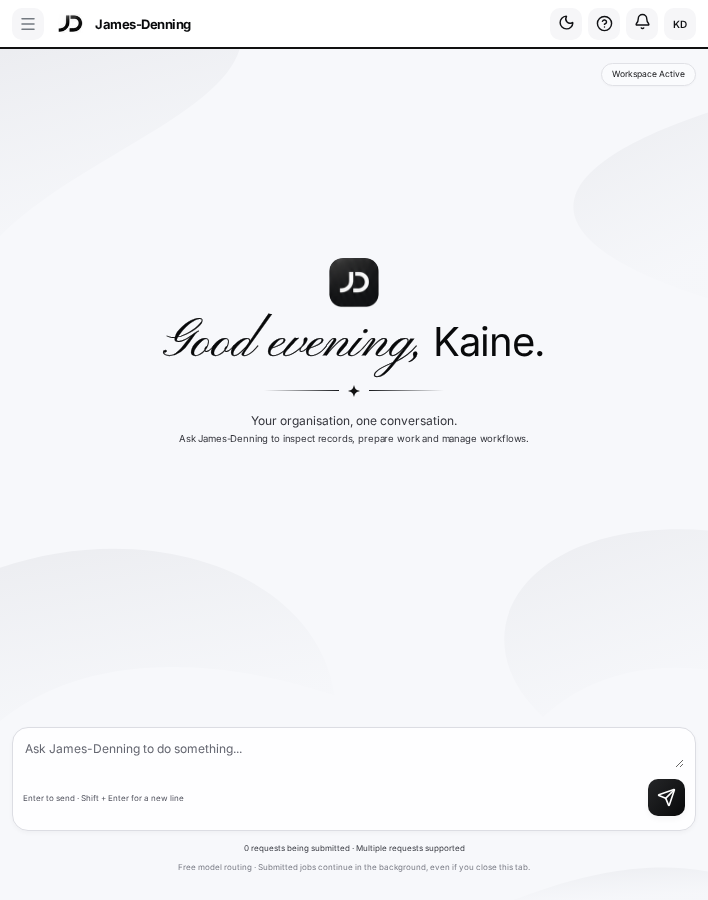 JD James-Denning
KD
Workspace Active
JD
Good evening, Kaine.
Your organisation, one conversation.
Ask James-Denning to inspect records, prepare work and manage workflows.
Ask James-Denning to do something...
Enter to send · Shift + Enter for a new line
0 requests being submitted · Multiple requests supported
Free model routing · Submitted jobs continue in the background, even if you close this tab.